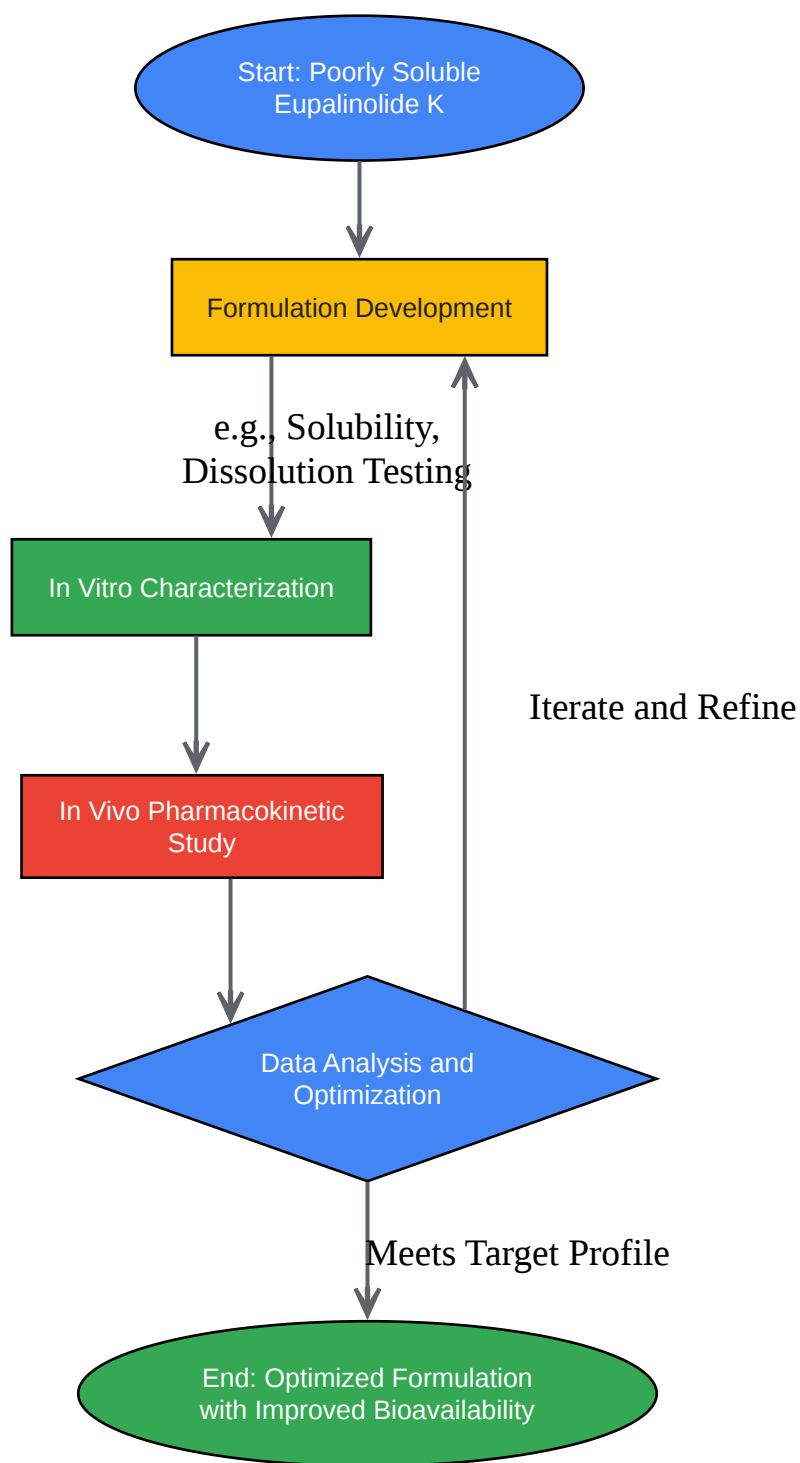 Start: Poorly Soluble
Eupalinolide K
Formulation Development
e.g., Solubility,
Dissolution Testing
In Vitro Characterization
Iterate and Refine
In Vivo Pharmacokinetic
Study
Data Analysis and
Optimization
Meets Target Profile
End: Optimized Formulation
with Improved Bioavailability